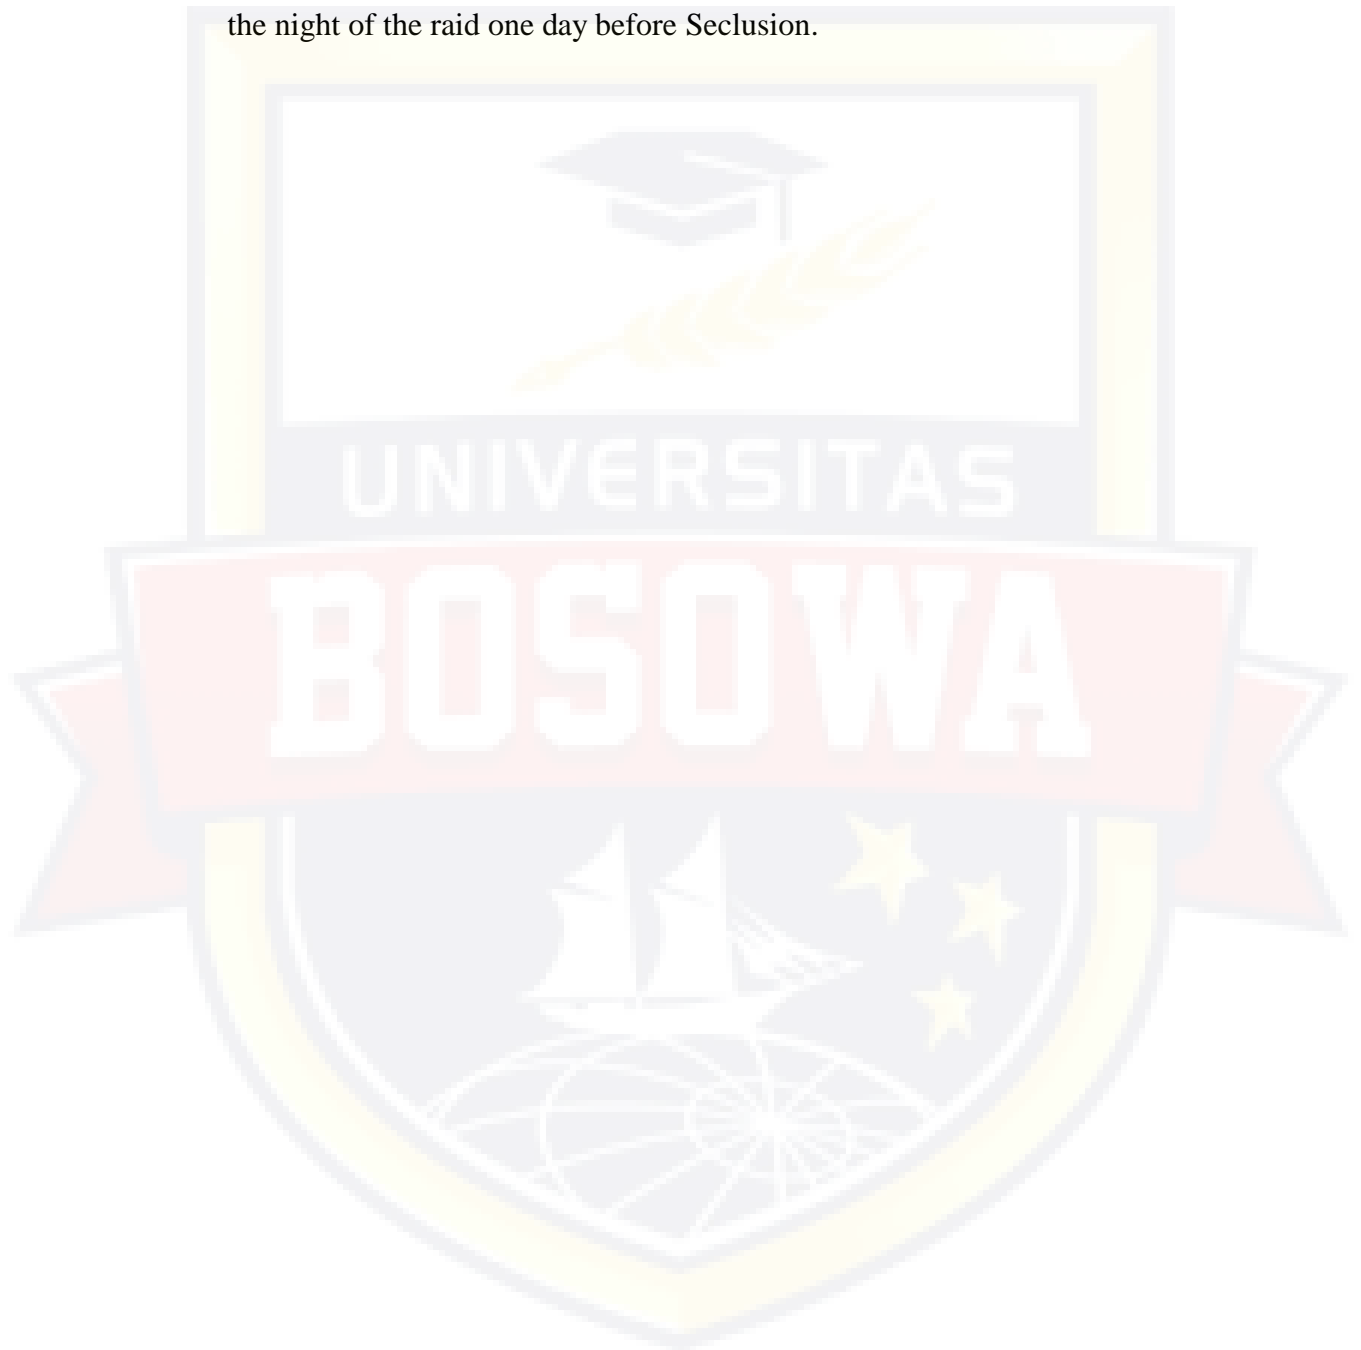 the night of the raid one day before Seclusion.
UNIVERSITAS
BOSOWA